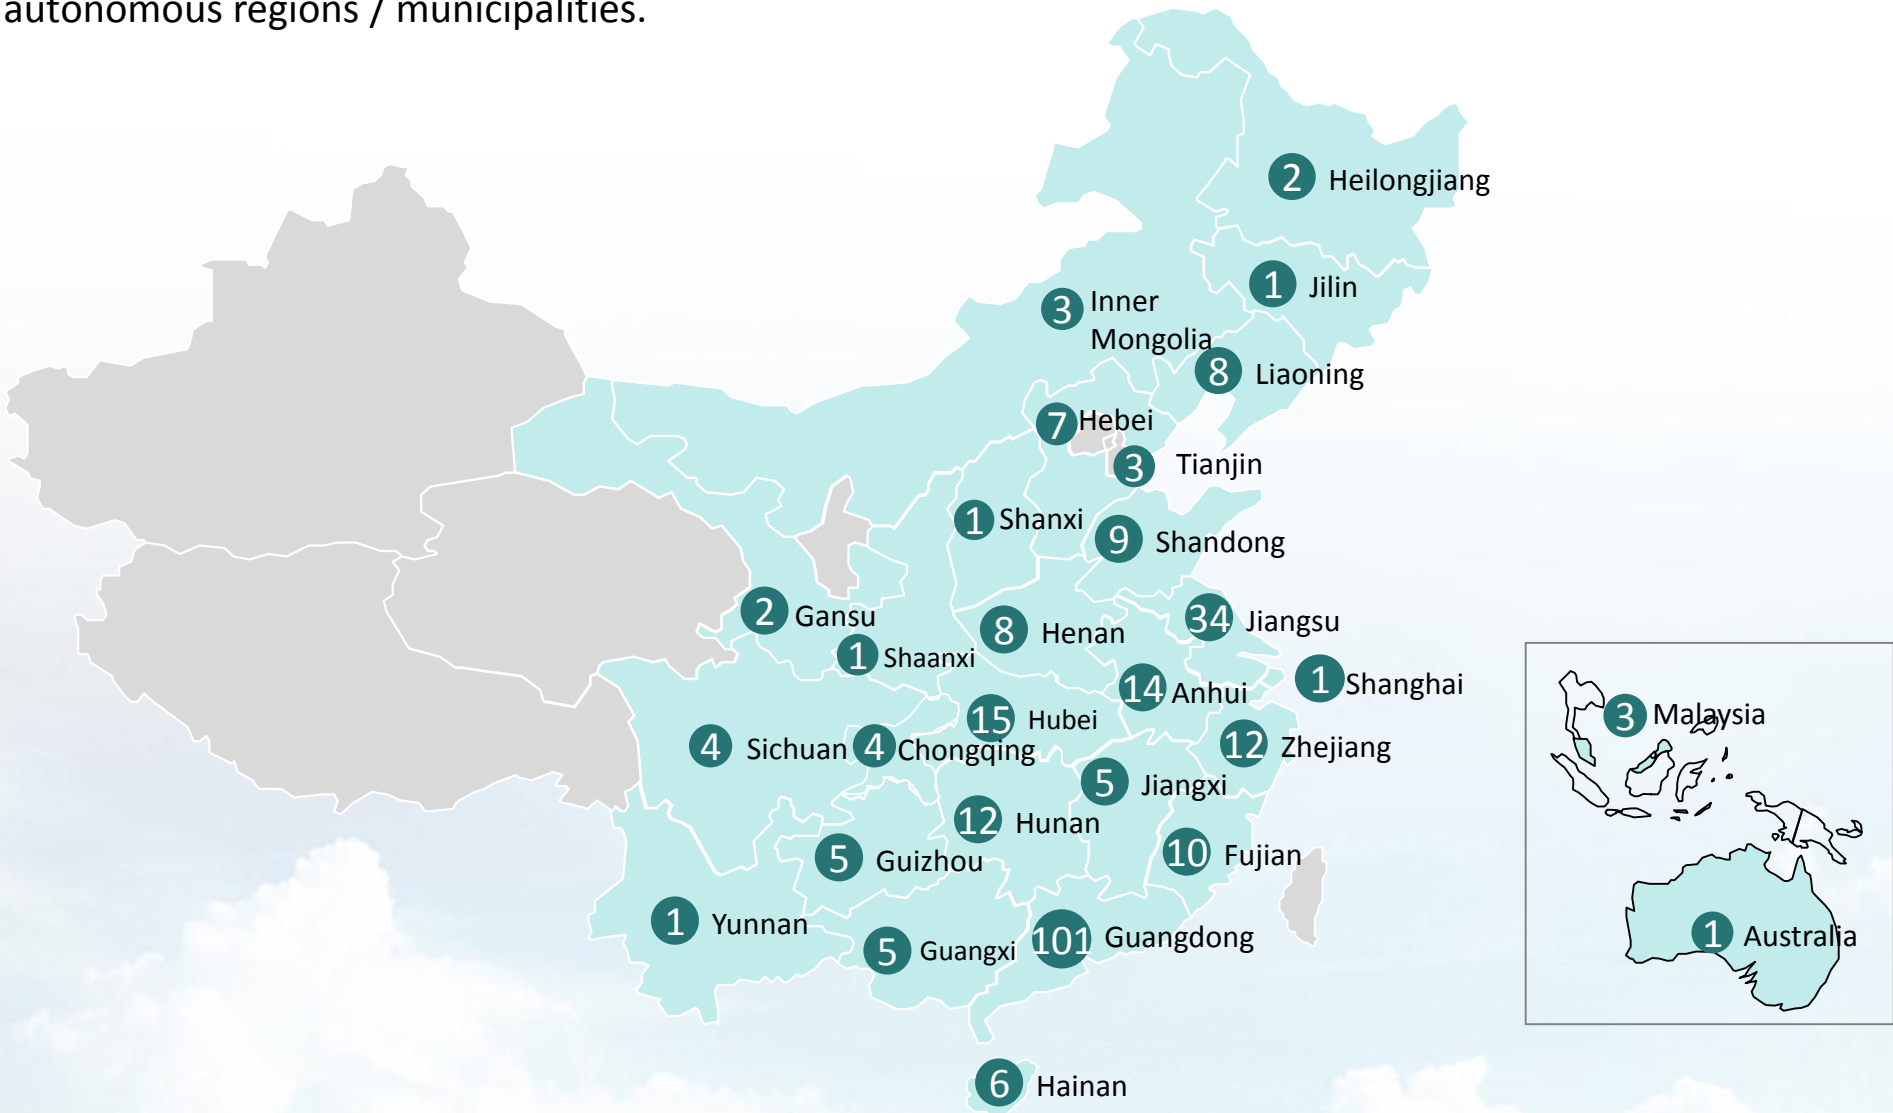 autonomous regions / municipalities.
2 Heilongjiang
1 Jilin
3 Inner
Mongolia
8 Liaoning
7 Hebei
3 Tianjin
1 Shanxi
9 Shandong
2 Gansu
8 Henan
34 Jiangsu
1 Shaanxi
1 Shanghai
14 Anhui
15 Hubei
4 Sichuan
4 Chongqing
12 Zhejiang
5 Jiangxi
12 Hunan
10 Fujian
5 Guizhou
1 Yunnan
5 Guangxi
101 Guangdong
6 Hainan
3 Malaysia
1 Australia